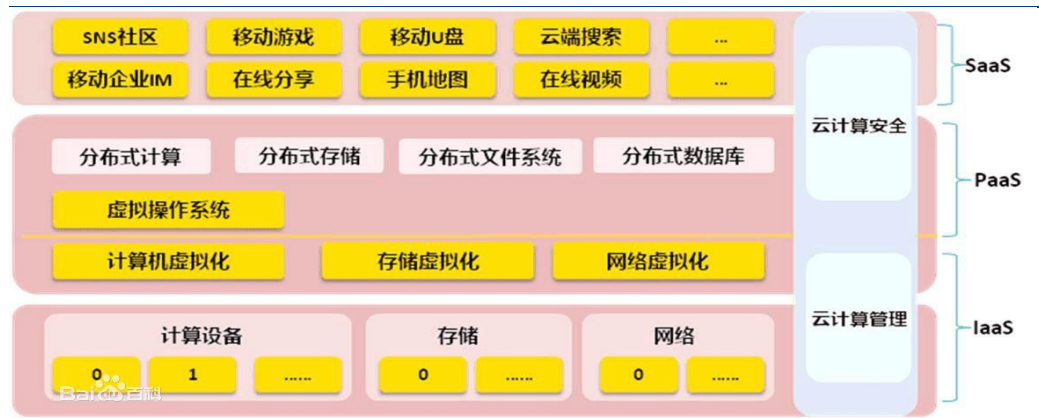 SNS社区 移动游戏 移动U盘 云端搜索 ...
移动企业IM 在线分享 手机地图 在线视频 ...
SaaS
云计算安全
分布式计算 分布式存储 分布式文件系统 分布式数据库
虚拟操作系统
PaaS
计算机虚拟化 存储虚拟化 网络虚拟化
计算设备 存储 网络
云计算管理
IaaS
0 1 ...... 0 ...... 0 ......
Bai du 百科